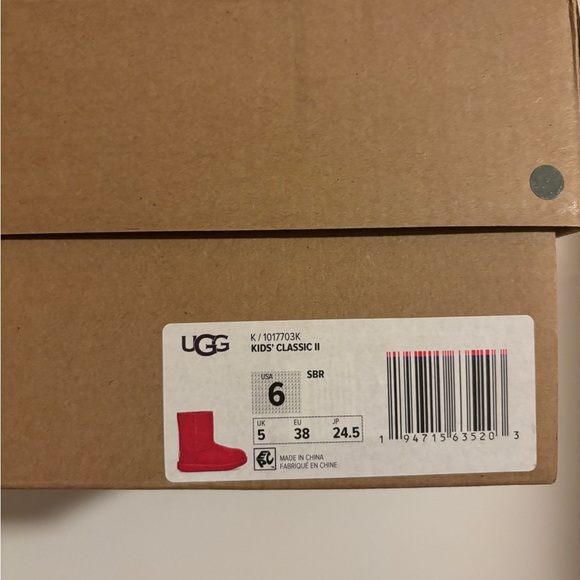 UGG
K / 1017703K
KIDS' CLASSIC II
USA
6
SBR
UK EU JP
5 38 24.5
MADE IN CHINA
FABRIQUÉ EN CHINE
1 94715 63520 3